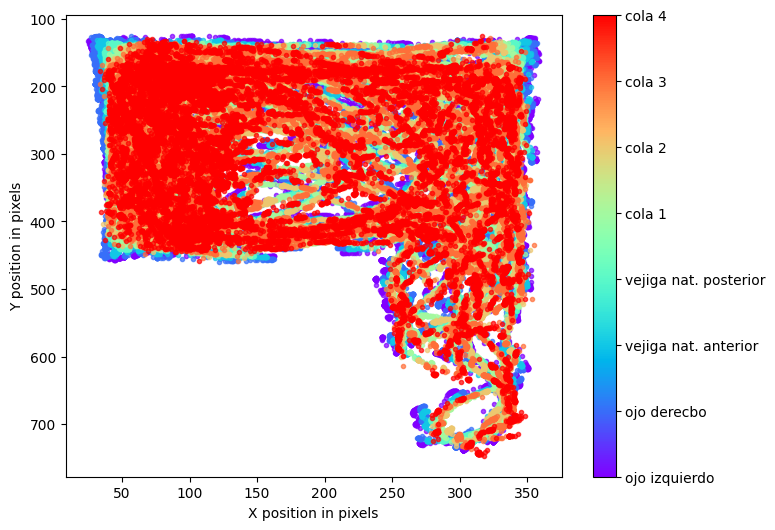 100
200
300
400
500
600
700
Y position in pixels
50
100
150
200
250
300
350
X position in pixels
cola 4
cola 3
cola 2
cola 1
vejiga nat. posterior
vejiga nat. anterior
ojo derecbo
ojo izquierdo